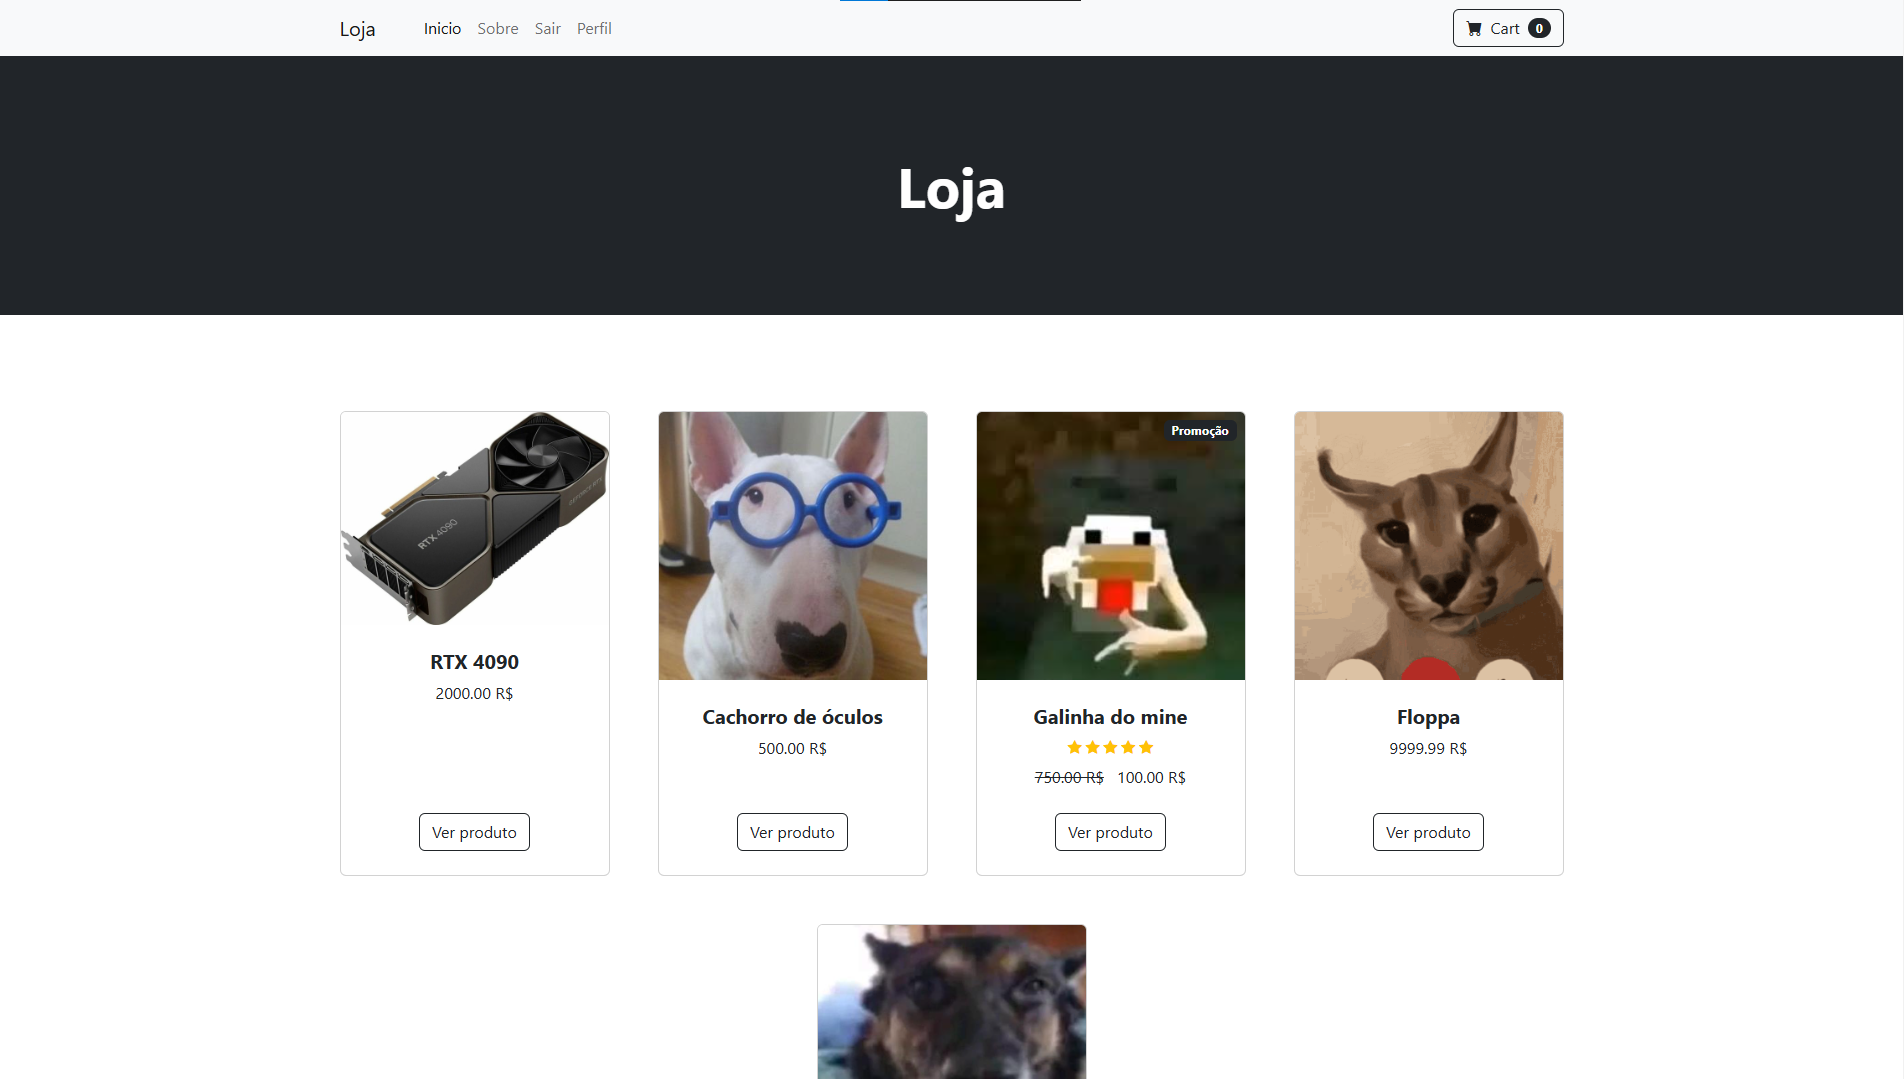 Loja
Inicio Sobre Sair Perfil
Cart 0
Loja
RTX 4090
GEFORCE RTX
RTX 4090
2000.00 R$
Ver produto
Cachorro de óculos
500.00 R$
Ver produto
Promoção
Galinha do mine
750.00 R$ 100.00 R$
Ver produto
Floppa
9999.99 R$
Ver produto